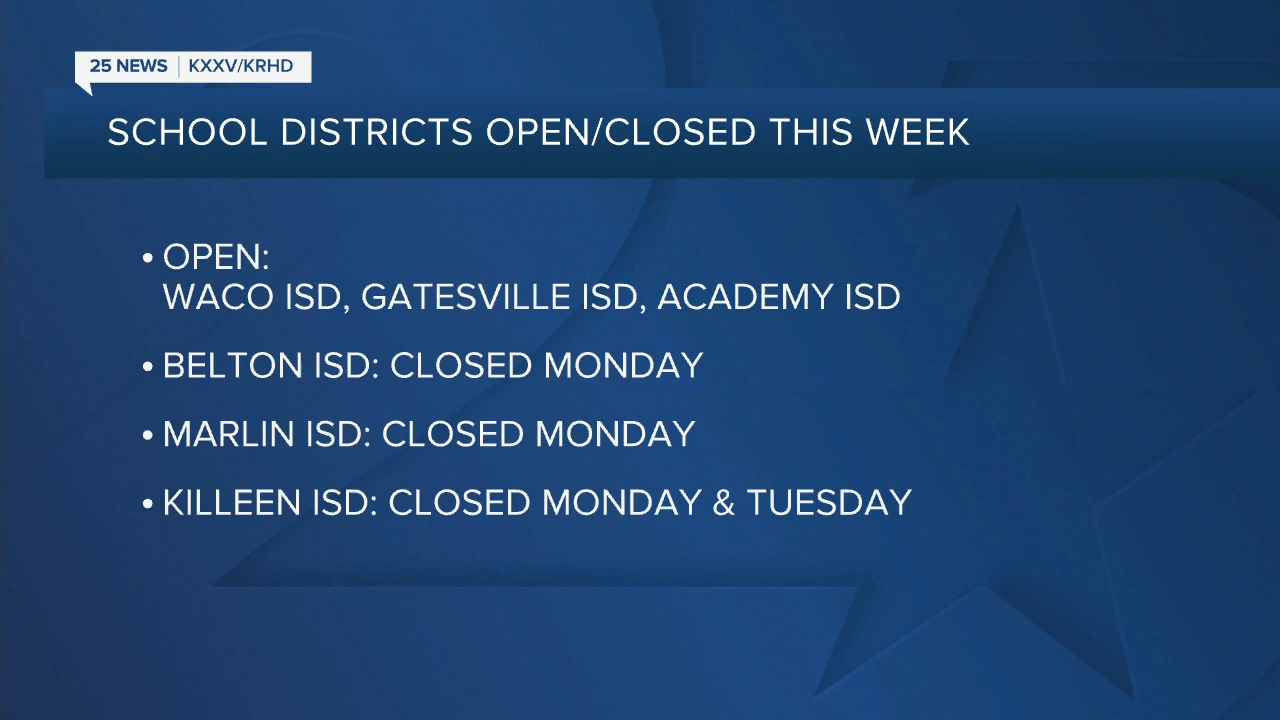 25 NEWS | KXXV/KRHD
SCHOOL DISTRICTS OPEN/CLOSED THIS WEEK
• OPEN:
WACO ISD, GATESVILLE ISD, ACADEMY ISD
• BELTON ISD: CLOSED MONDAY
• MARLIN ISD: CLOSED MONDAY
• KILLEEN ISD: CLOSED MONDAY & TUESDAY